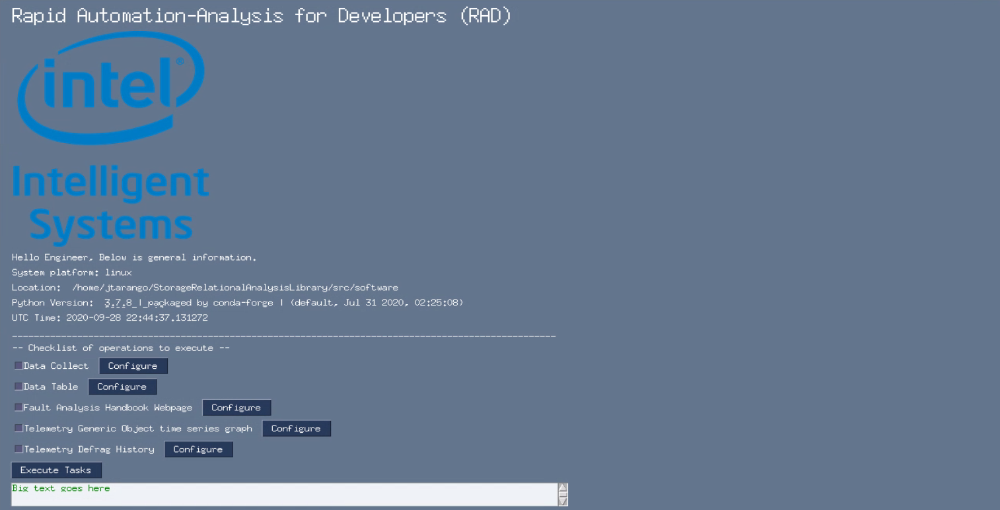 Rapid Automation-Analysis for Developers (RAD)
intel®
Intelligent
Systems
Hello Engineer, Below is general information.
System platform: linux
Location:  /home/jtarango/StorageRelationalAnalysisLibrary/src/software
Python Version:  3.7.8 | packaged by conda-forge | (default, Jul 31 2020, 02:25:08)
UTC Time: 2020-09-28 22:44:37.131272
-- Checklist of operations to execute --
Data Collect Configure
Data Table Configure
Fault Analysis Handbook Webpage Configure
Telemetry Generic Object time series graph Configure
Telemetry Defrag History Configure
Execute Tasks
Big text goes here